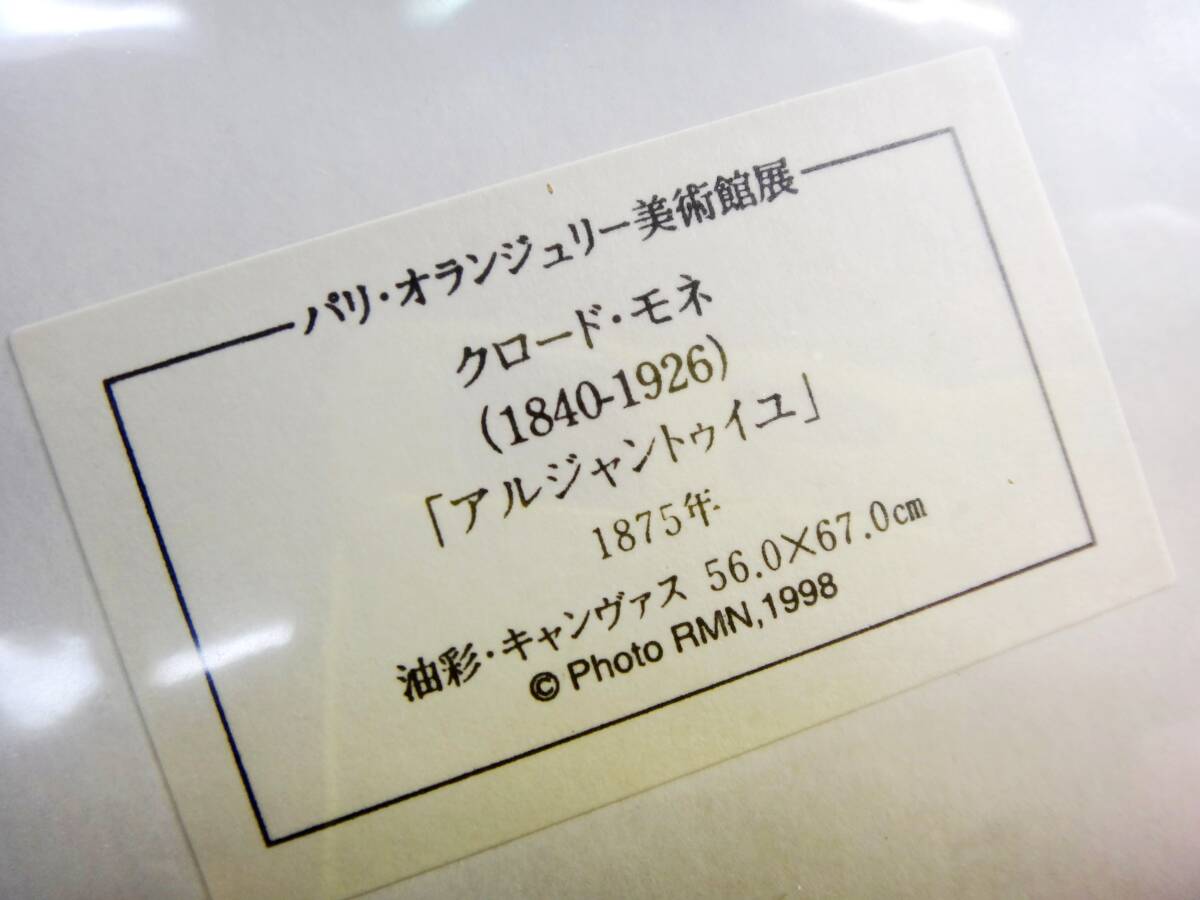 パリ・オランジュリー美術館展
クロード・モネ
(1840-1926)
「アルジャントゥイユ」
1875年
油彩・キャンヴァス 56.0×67.0cm
© Photo RMN,1998